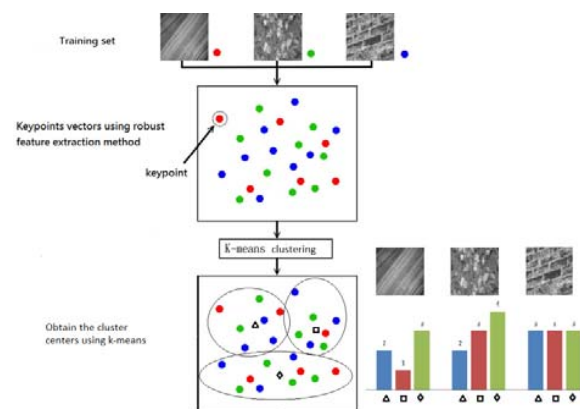 Training set
Keypoints vectors using robust
feature extraction method
keypoint
K-means clustering
Obtain the cluster
centers using k-means